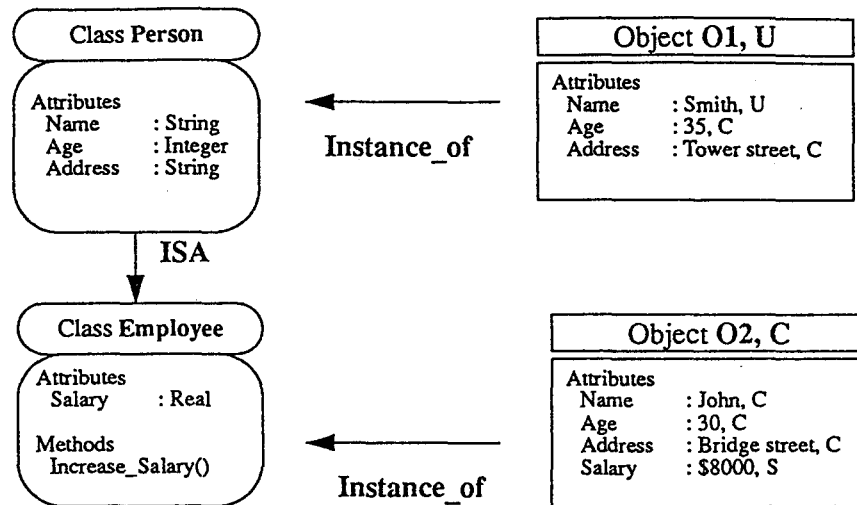 Class Person
Attributes
Name : String
Age : Integer
Address : String
Instance_of
Object O1, U
Attributes
Name : Smith, U
Age : 35, C
Address : Tower street, C
ISA
Class Employee
Attributes
Salary : Real
Methods
Increase_Salary()
Instance_of
Object O2, C
Attributes
Name : John, C
Age : 30, C
Address : Bridge street, C
Salary : $8000, S